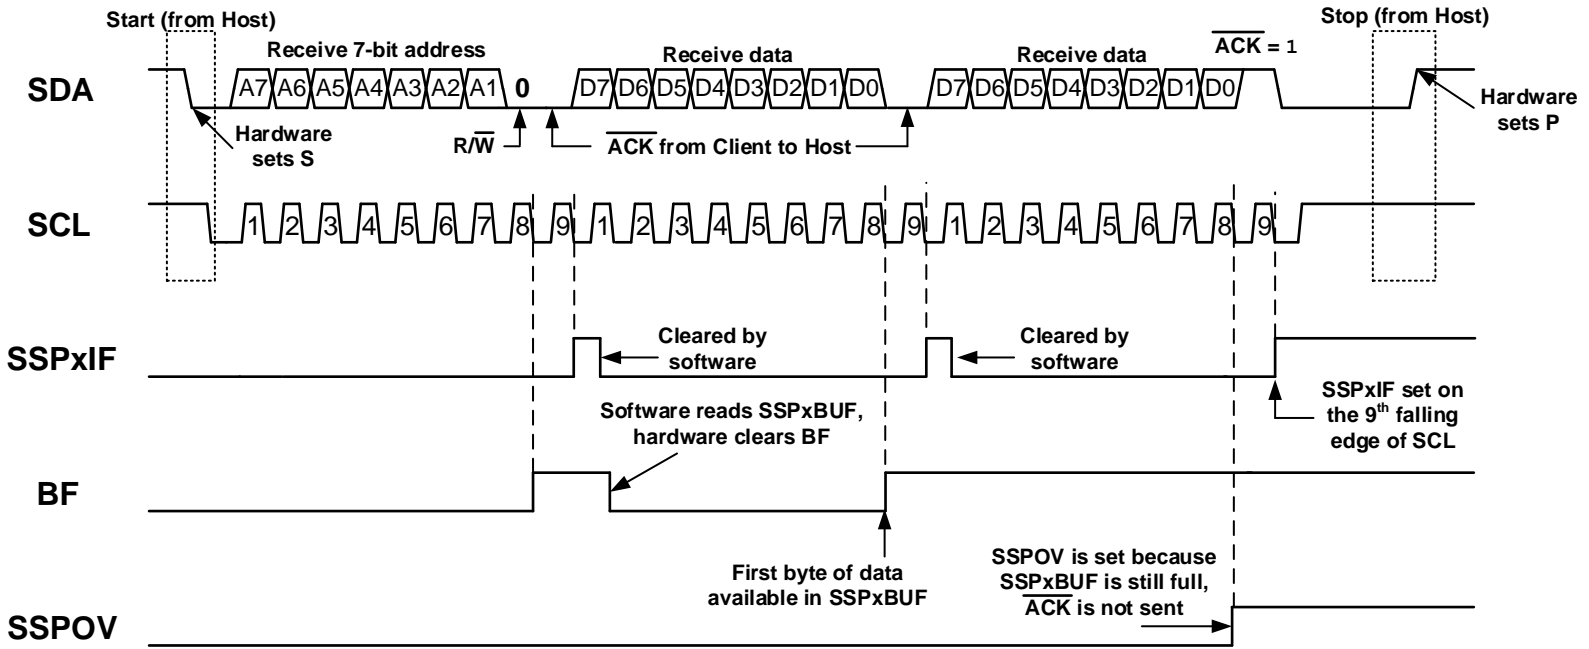 Start (from Host)
Stop (from Host)
Receive 7-bit address
Receive data
Receive data
ACK = 1
SDA
A7 A6 A5 A4 A3 A2 A1 0 D7 D6 D5 D4 D3 D2 D1 D0 D7 D6 D5 D4 D3 D2 D1 D0
Hardware
sets S
R/W
ACK from Client to Host
Hardware
sets P
SCL
1 2 3 4 5 6 7 8 9 1 2 3 4 5 6 7 8 9 1 2 3 4 5 6 7 8 9
SSPxIF
Cleared by
software
Cleared by
software
SSPxIF set on
the 9th falling
edge of SCL
Software reads SSPxBUF,
hardware clears BF
BF
First byte of data
available in SSPxBUF
SSPOV is set because
SSPxBUF is still full,
ACK is not sent
SSPOV